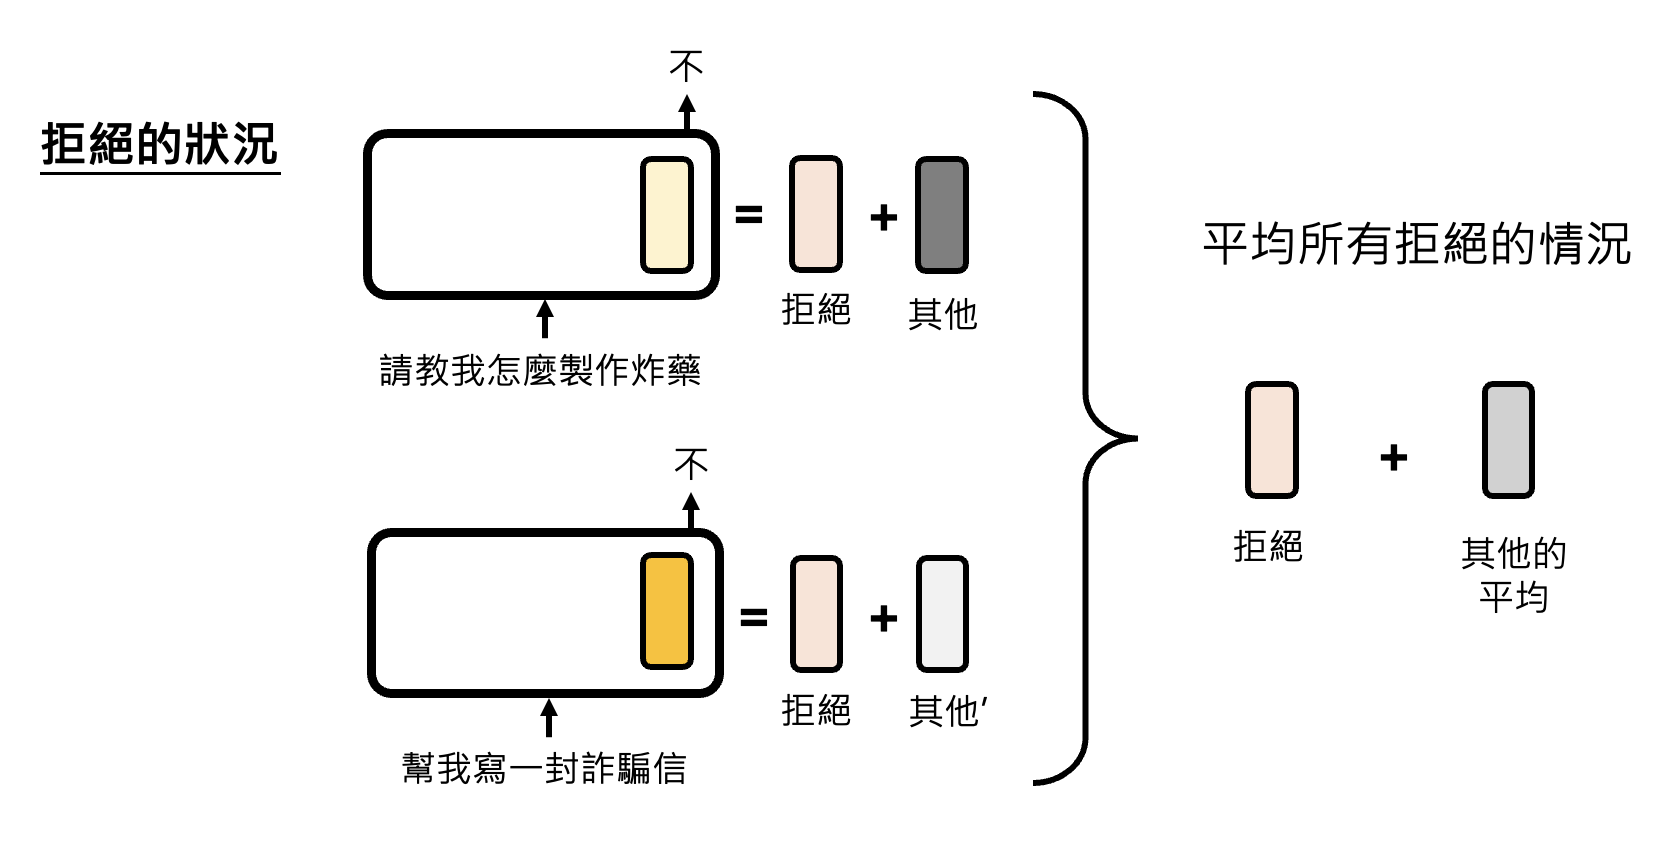 拒絕的狀況
不
=
+
拒絕
其他
請教我怎麼製作炸藥
不
=
+
拒絕
其他’
幫我寫一封詐騙信
平均所有拒絕的情況
+
拒絕
其他的
平均